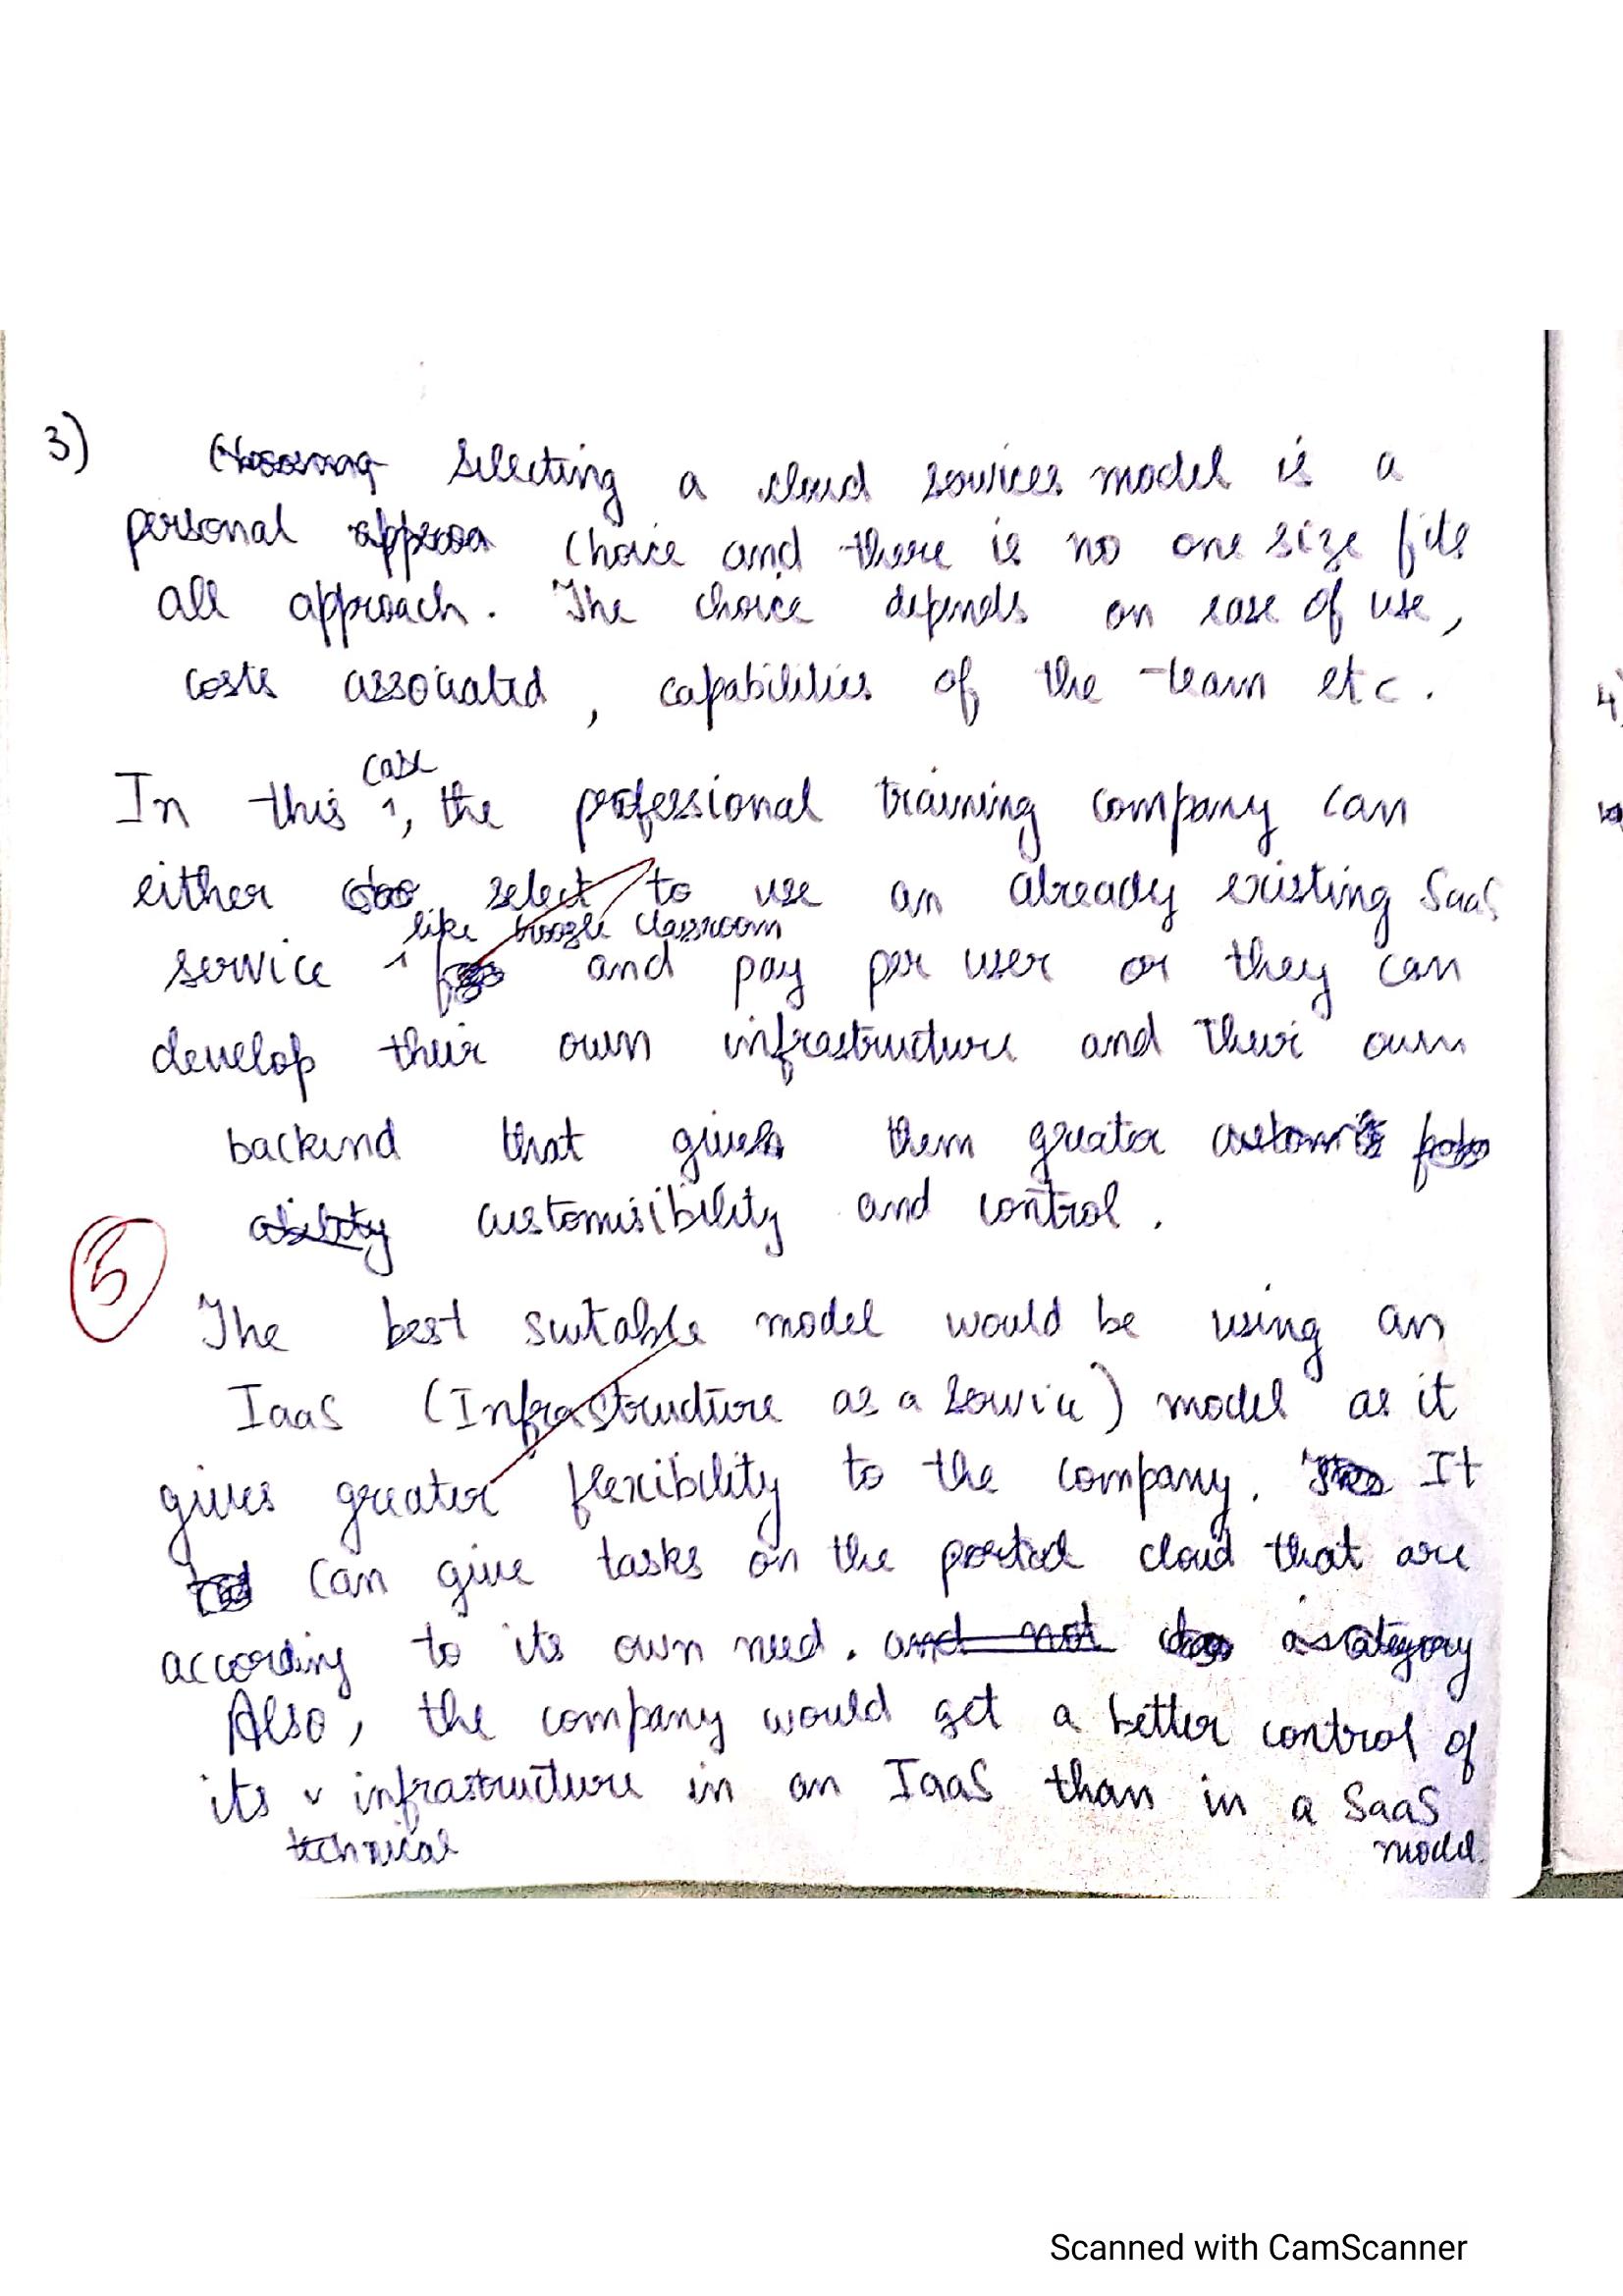 3) Choosing Selecting a cloud services model is a
personal approa choice and there is no one size fits
all approach. The choice depends on ease of use,
costs associated, capabilities of the team etc.
case
In this ^, the professional training company can
either select to use an already existing SaaS
like Google Classroom
service ^ and pay per user or they can
develop their own infrastructure and their own
backend that gives them greater
ability customisibility and control.
5
The best suitable model would be using an
IaaS (Infrastructure as a Service) model as it
gives greater flexibility to the company. It
can give tasks on the portal cloud that are
according to its own need. and not
Also, the company would get a better control of
its v infrastructure in an IaaS than in a SaaS
technical model.
4)
Scanned with CamScanner